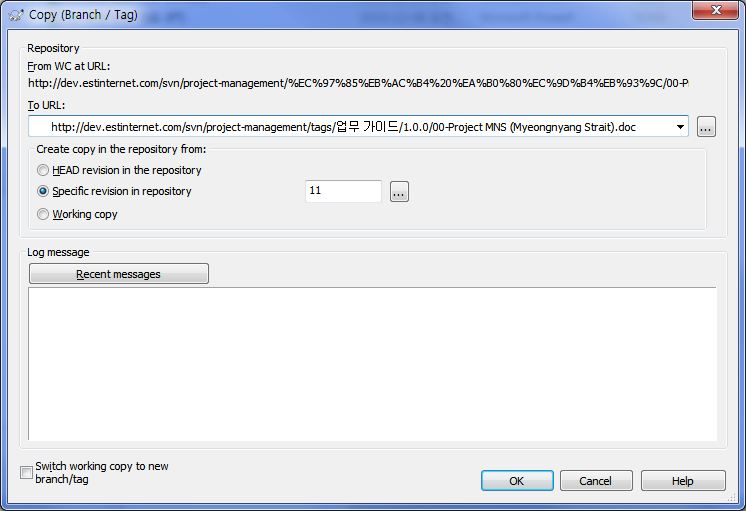 Copy (Branch / Tag)
Repository
From WC at URL:
http://dev.estinternet.com/svn/project-management/%EC%97%85%EB%AC%B4%20%EA%B0%80%EC%9D%B4%EB%93%9C/00-P
To URL:
http://dev.estinternet.com/svn/project-management/tags/업무 가이드/1.0.0/00-Project MNS (Myeongnyang Strait).doc
...
Create copy in the repository from:
HEAD revision in the repository
Specific revision in repository
11
...
Working copy
Log message
Recent messages
Switch working copy to new
branch/tag
OK
Cancel
Help